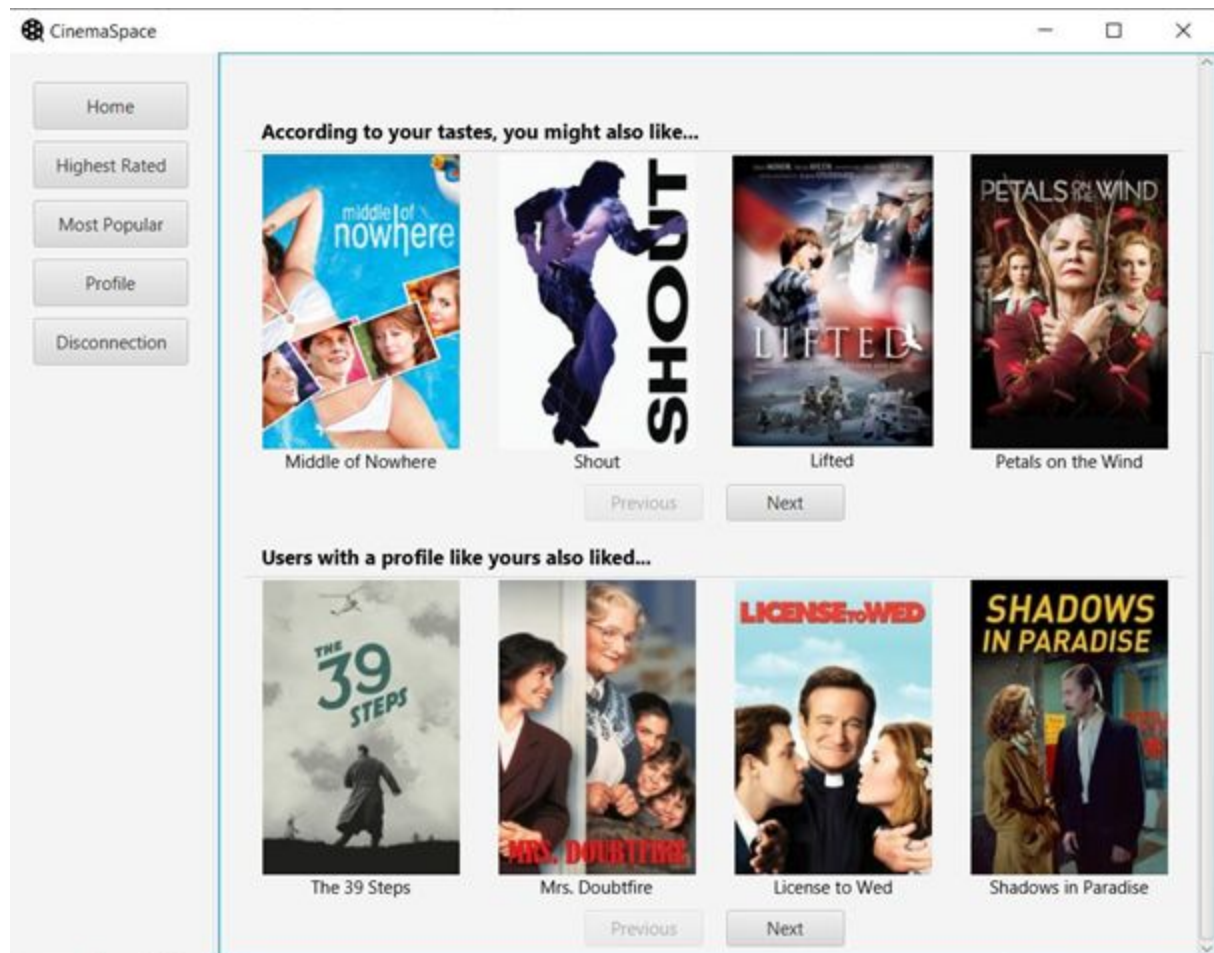 CinemaSpace
Home
Highest Rated
Most Popular
Profile
Disconnection
According to your tastes, you might also like...
middle of
nowhere
SHOUT
LIFTED
PETALS ON THE WIND
Middle of Nowhere
Shout
Lifted
Petals on the Wind
Previous
Next
Users with a profile like yours also liked...
THE
39
STEPS
MRS. DOUBTFIRE
LICENSE TO WED
SHADOWS
IN PARADISE
The 39 Steps
Mrs. Doubtfire
License to Wed
Shadows in Paradise
Previous
Next